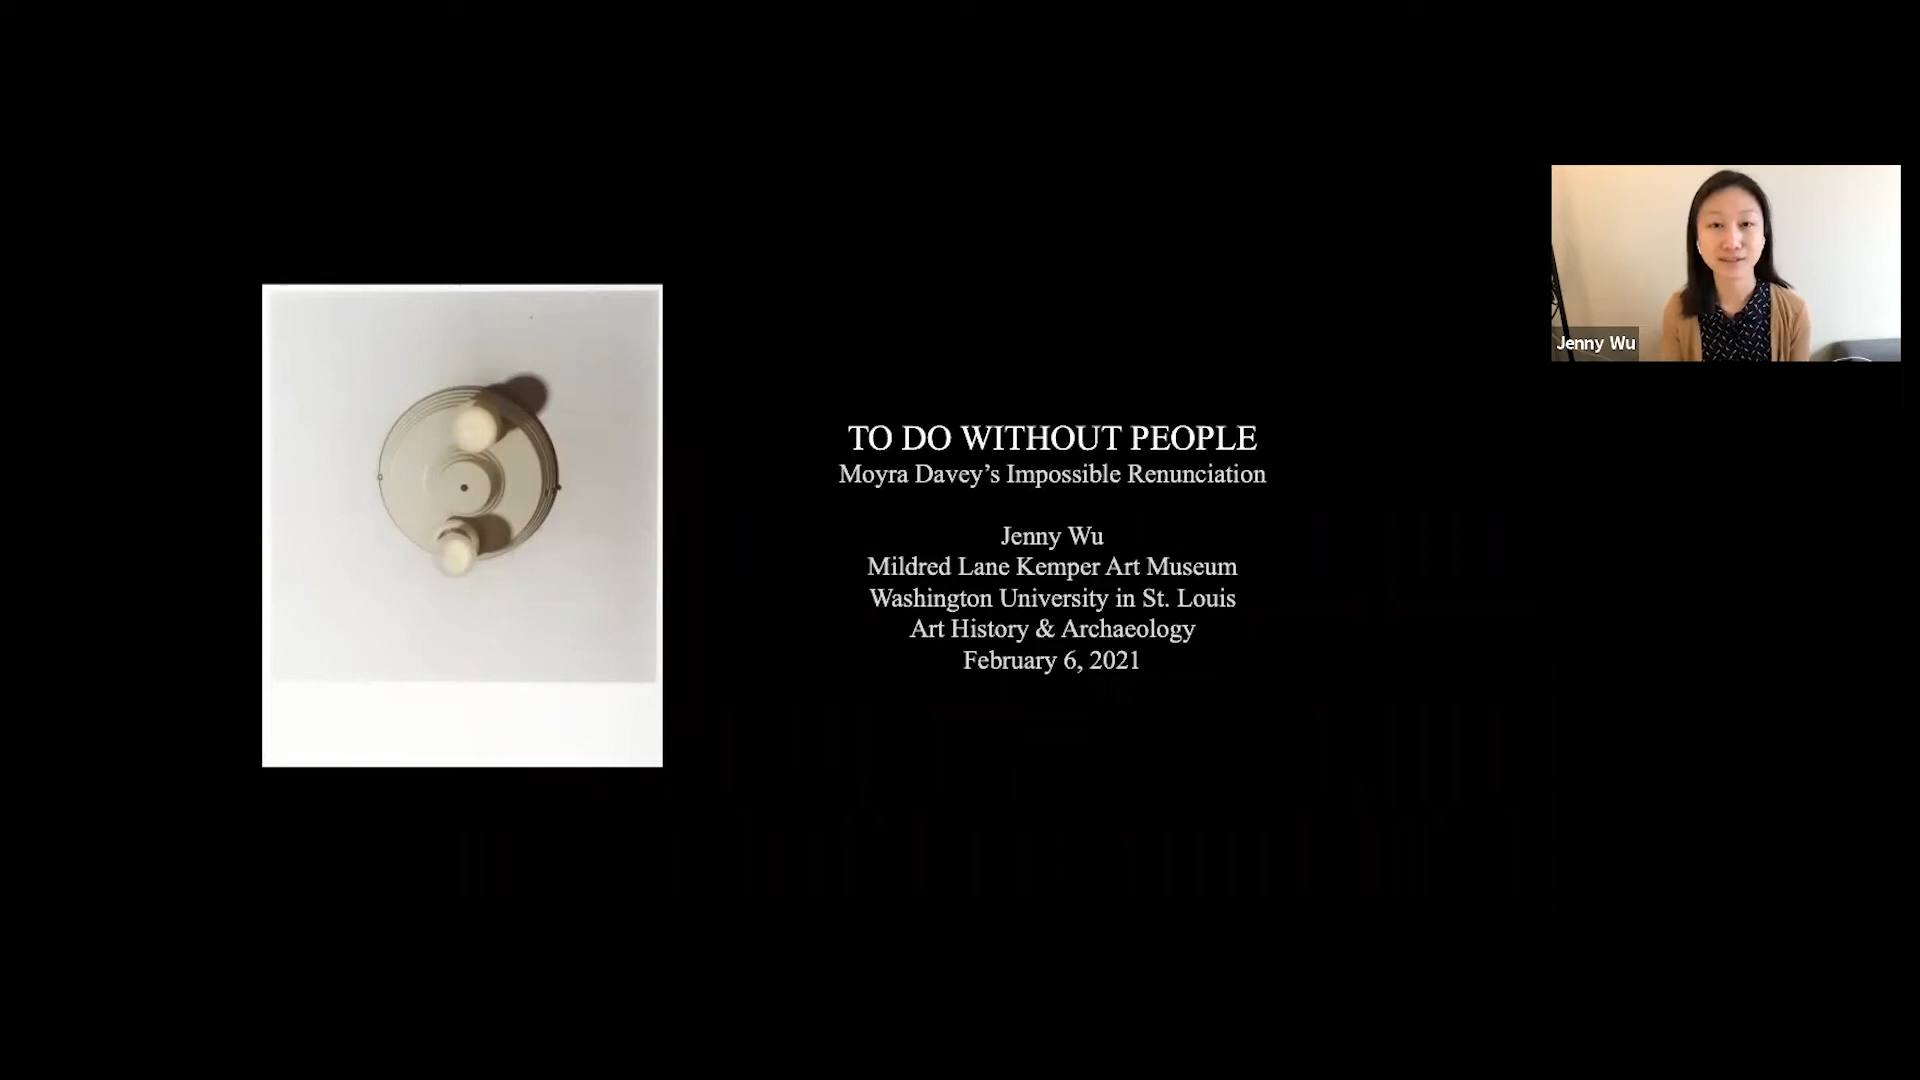 TO DO WITHOUT PEOPLE
Moyra Davey’s Impossible Renunciation
Jenny Wu
Mildred Lane Kemper Art Museum
Washington University in St. Louis
Art History & Archaeology
February 6, 2021
Jenny Wu